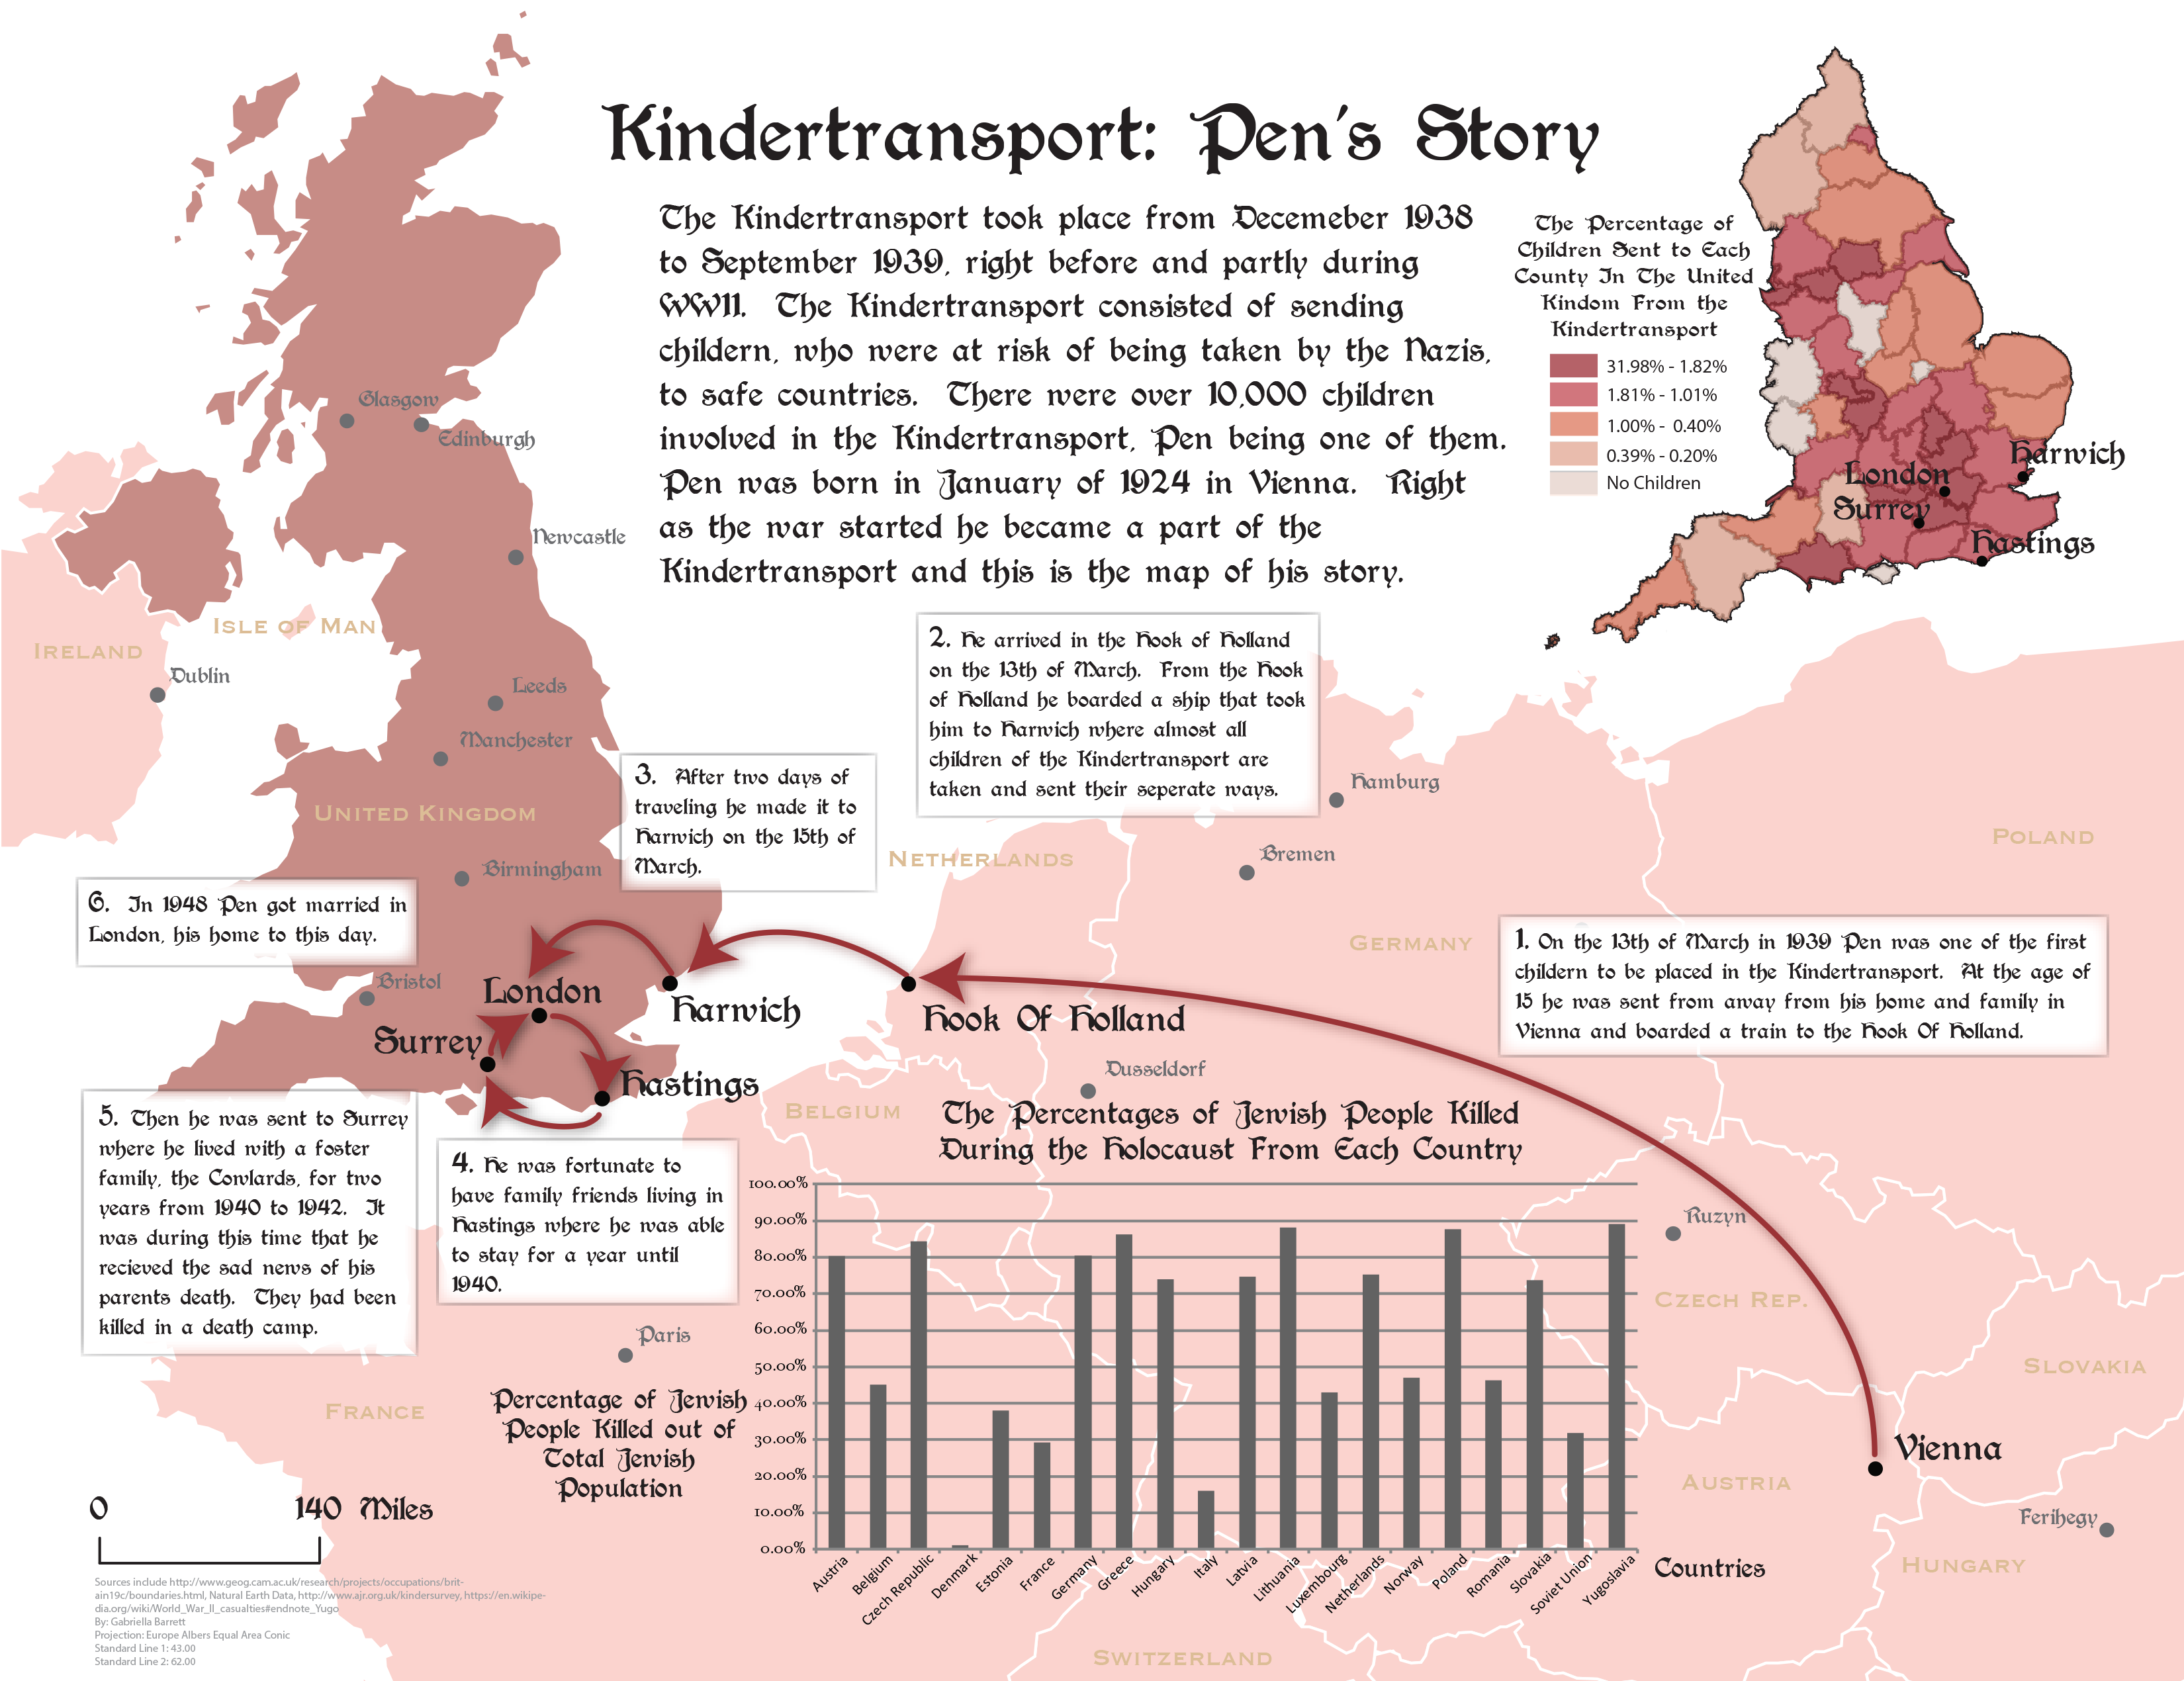 Kindertransport: Pen's Story
The Kindertransport took place from Decemeber 1938
to September 1939, right before and partly during
WW11. The Kindertransport consisted of sending
childern, who were at risk of being taken by the Nazis,
to safe countries. There were over 10,000 children
involved in the Kindertransport, Pen being one of them.
Pen was born in January of 1924 in Vienna. Right
as the war started he became a part of the
Kindertransport and this is the map of his story.
The Percentage of
Children Sent to Each
County In The United
Kindom From the
Kindertransport
31.98% - 1.82%
1.81% - 1.01%
1.00% - 0.40%
0.39% - 0.20%
No Children
Harwich
London
Surrey
Hastings
Glasgow
Edinburgh
Newcastle
ISLE OF MAN
IRELAND
Dublin
Leeds
Manchester
UNITED KINGDOM
Birmingham
2. He arrived in the Hook of Holland
on the 13th of March. From the Hook
of Holland he boarded a ship that took
him to Harwich where almost all
children of the Kindertransport are
taken and sent their seperate ways.
3. After two days of
traveling he made it to
Harwich on the 15th of
March.
Hamburg
Bremen
NETHERLANDS
POLAND
GERMANY
6. In 1948 Pen got married in
London, his home to this day.
1. On the 13th of March in 1939 Pen was one of the first
childern to be placed in the Kindertransport. At the age of
15 he was sent from away from his home and family in
Vienna and boarded a train to the Hook Of Holland.
Bristol
London
Harwich
Surrey
Hastings
Hook Of Holland
Dusseldorf
BELGIUM
5. Then he was sent to Surrey
where he lived with a foster
family, the Cowlards, for two
years from 1940 to 1942. It
was during this time that he
recieved the sad news of his
parents death. They had been
killed in a death camp.
4. He was fortunate to
have family friends living in
Hastings where he was able
to stay for a year until
1940.
The Percentages of Jewish People Killed
During the Holocaust From Each Country
100.00%
90.00%
80.00%
70.00%
60.00%
50.00%
40.00%
30.00%
20.00%
10.00%
0.00%
Percentage of Jewish
People Killed out of
Total Jewish
Population
Austria
Belgium
Czech Republic
Denmark
Estonia
France
Germany
Greece
Hungary
Italy
Latvia
Lithuania
Luxembourg
Netherlands
Norway
Poland
Romania
Slovakia
Soviet Union
Yugoslavia
Countries
Ruzyn
CZECH REP.
SLOVAKIA
Paris
FRANCE
Vienna
AUSTRIA
Ferihegy
HUNGARY
SWITZERLAND
0 140 Miles
Sources include http://www.geog.cam.ac.uk/research/projects/occupations/brit-
ain19c/boundaries.html, Natural Earth Data, http://www.ajr.org.uk/kindersurvey, https://en.wikipe-
dia.org/wiki/World_War_II_casualties#endnote_Yugo
By: Gabriella Barrett
Projection: Europe Albers Equal Area Conic
Standard Line 1: 43.00
Standard Line 2: 62.00